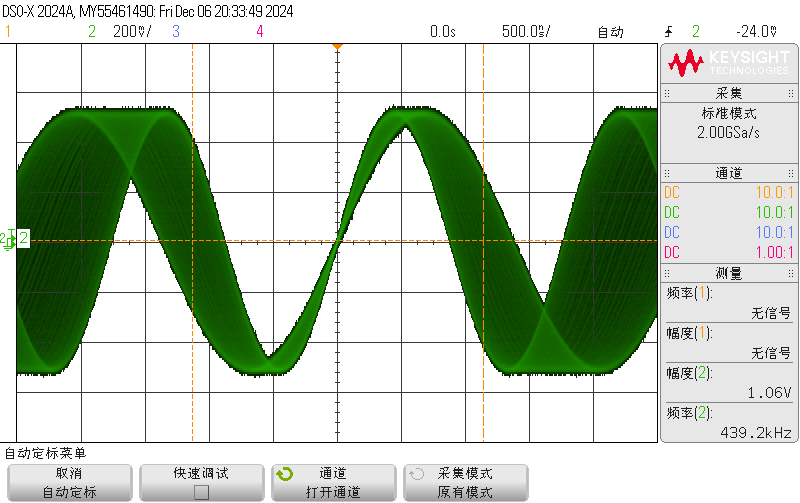 DSO-X 2024A, MY55461490: Fri Dec 06 20:33:49 2024
1 2 200V/ 3 4 0.0s 500.0s/ 自动 2 -24.0V
KEYSIGHT
TECHNOLOGIES
采集
标准模式
2.00GSa/s
通道
DC 10.0:1
DC 10.0:1
DC 10.0:1
DC 1.00:1
测量
频率(1):
无信号
幅度(1):
无信号
幅度(2):
1.06V
频率(2):
439.2kHz
2 2
自动定标菜单
取消 快速调试 通道 采集模式
自动定标 打开通道 原有模式